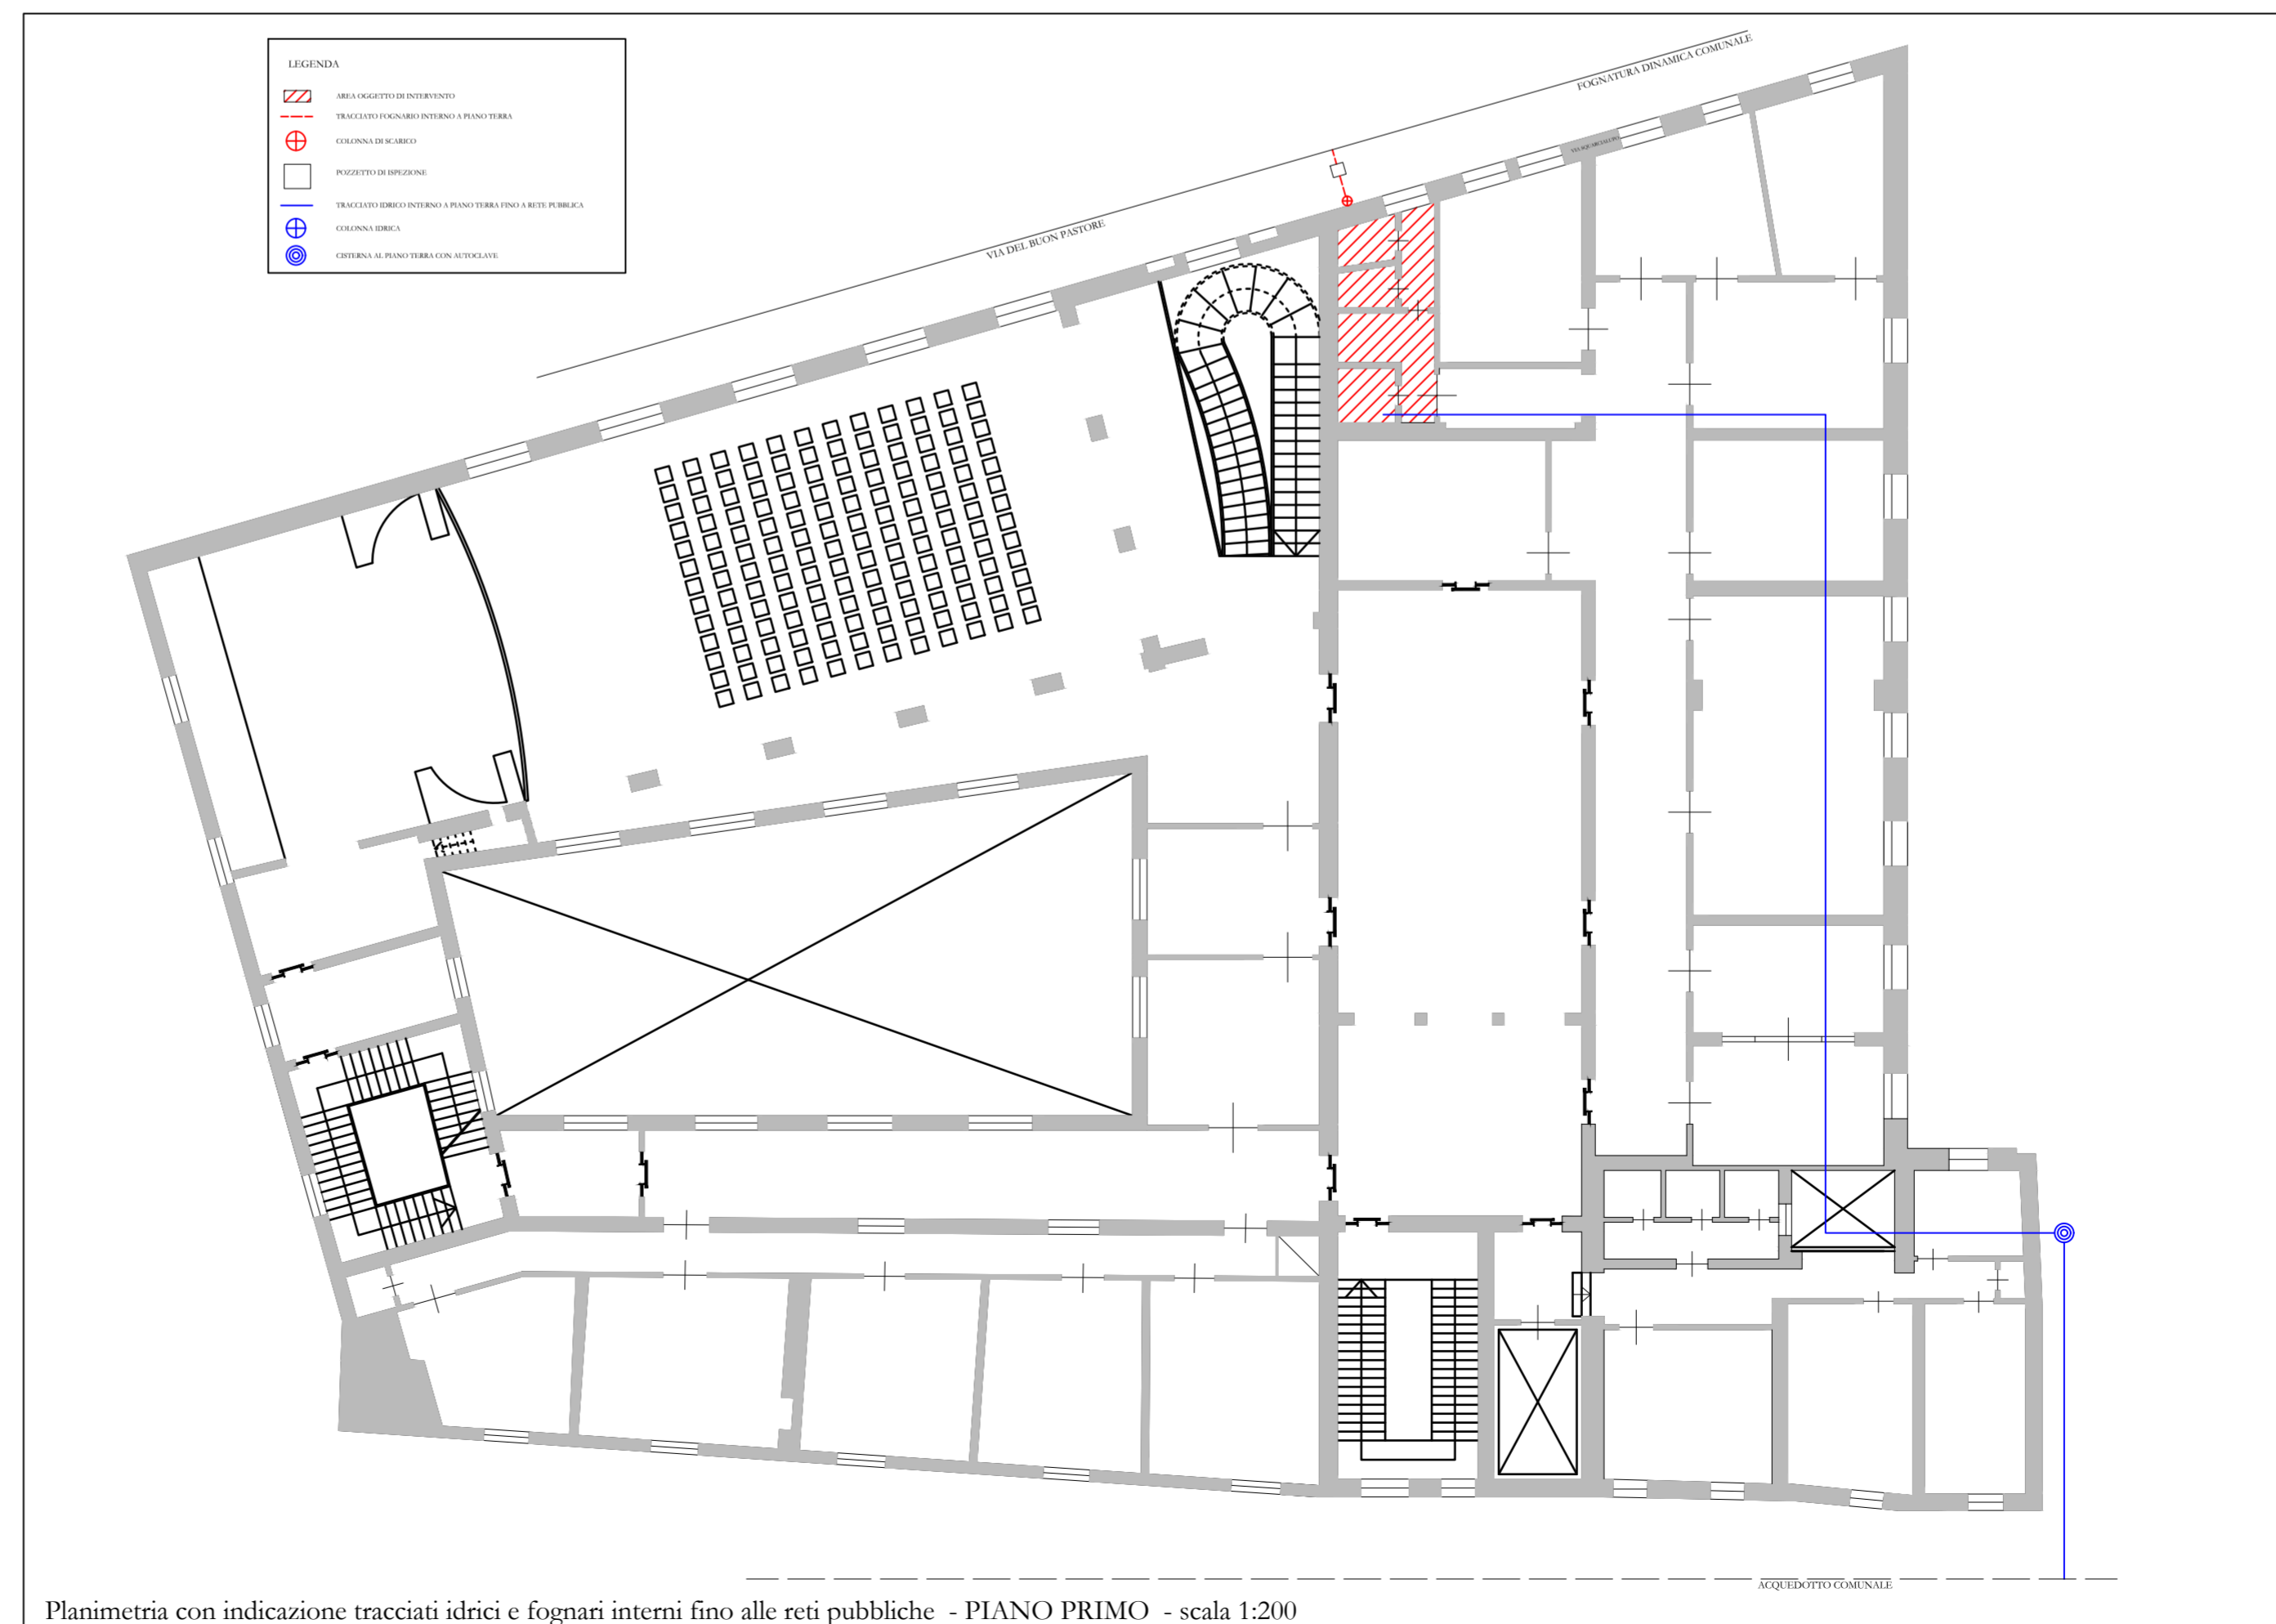 LEGENDA
AREA OGGETTO DI INTERVENTO
TRACCIATO FOGNARIO INTERNO A PIANO TERRA
COLONNA DI SCARICO
POZZETTO DI ISPEZIONE
TRACCIATO IDRICO INTERNO A PIANO TERRA FINO A RETE PUBBLICA
COLONNA IDRICA
CISTERNA AL PIANO TERRA CON AUTOCLAVE
FOGNATURA DINAMICA COMUNALE
VIA SQUARCIALUPO
VIA DEL BUON PASTORE
ACQUEDOTTO COMUNALE
Planimetria con indicazione tracciati idrici e fognari interni fino alle reti pubbliche - PIANO PRIMO - scala 1:200